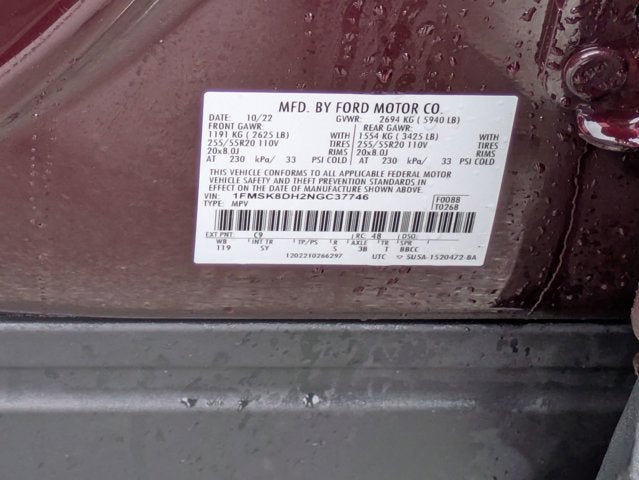 MFD. BY FORD MOTOR CO.
DATE: 10/22 GVWR: 2694 KG ( 5940 LB)
FRONT GAWR: REAR GAWR:
1191 KG ( 2625 LB) WITH 1554 KG ( 3425 LB) WITH
255/55R20 110V TIRES 255/55R20 110V TIRES
20x8.0J RIMS 20x8.0J RIMS
AT 230 kPa/ 33 PSI COLD AT 230 kPa/ 33 PSI COLD
THIS VEHICLE CONFORMS TO ALL APPLICABLE FEDERAL MOTOR
VEHICLE SAFETY AND THEFT PREVENTION STANDARDS IN
EFFECT ON THE DATE OF MANUFACTURE SHOWN ABOVE.
VIN: 1FMSK8DH2NGC37746 F0088
TYPE: MPV T0268
EXT PNT: C9 RC: 48 DSO:
WB INT TR TP/PS R AXLE TR SPR
119 SY S 3B T BBCC
1202210266297 UTC SU5A-1520472-BA